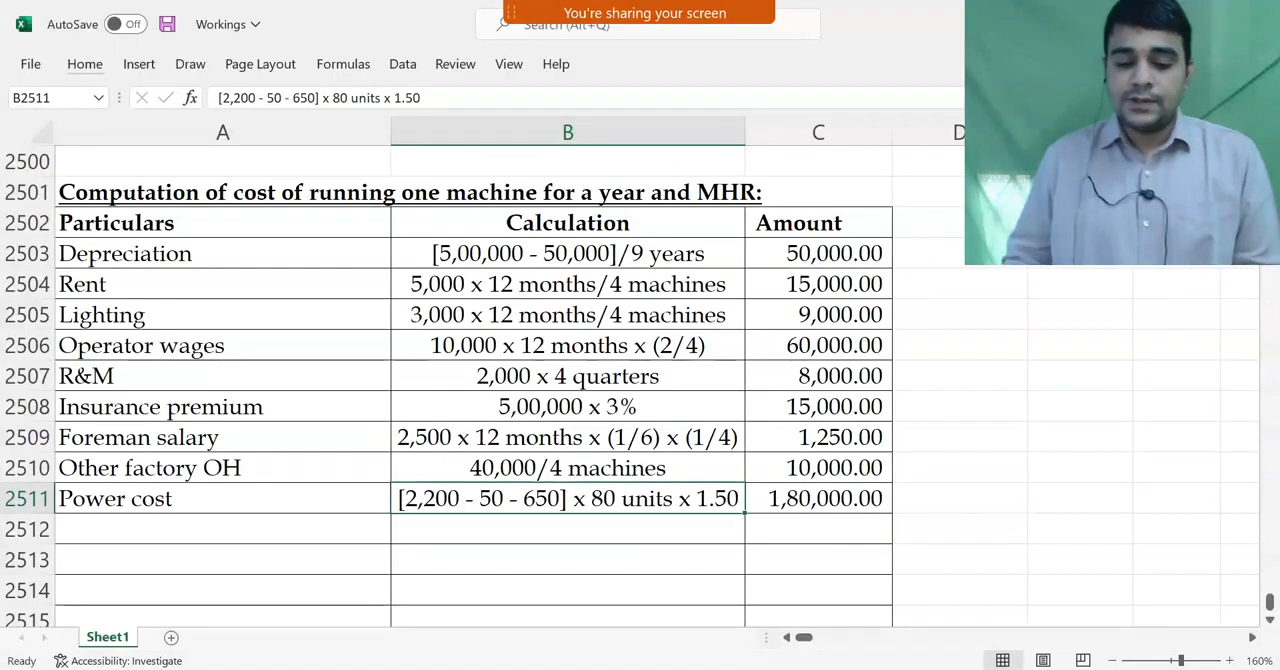 You're sharing your screen
AutoSave Off Workings Search (Alt+Q)
File Home Insert Draw Page Layout Formulas Data Review View Help
B2511 fx [2,200 - 50 - 650] x 80 units x 1.50
A B C D
2500
2501 Computation of cost of running one machine for a year and MHR:
2502 Particulars Calculation Amount
2503 Depreciation [5,00,000 - 50,000]/9 years 50,000.00
2504 Rent 5,000 x 12 months/4 machines 15,000.00
2505 Lighting 3,000 x 12 months/4 machines 9,000.00
2506 Operator wages 10,000 x 12 months x (2/4) 60,000.00
2507 R&M 2,000 x 4 quarters 8,000.00
2508 Insurance premium 5,00,000 x 3% 15,000.00
2509 Foreman salary 2,500 x 12 months x (1/6) x (1/4) 1,250.00
2510 Other factory OH 40,000/4 machines 10,000.00
2511 Power cost [2,200 - 50 - 650] x 80 units x 1.50 1,80,000.00
2512
2513
2514
2515
Sheet1
Ready Accessibility: Investigate 160%